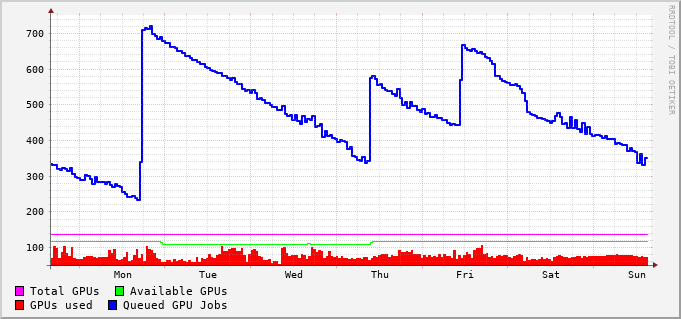 RRDTOOL / TOBI OETIKER
700
600
500
400
300
200
100
Mon Tue Wed Thu Fri Sat Sun
Total GPUs Available GPUs
GPUs used Queued GPU Jobs